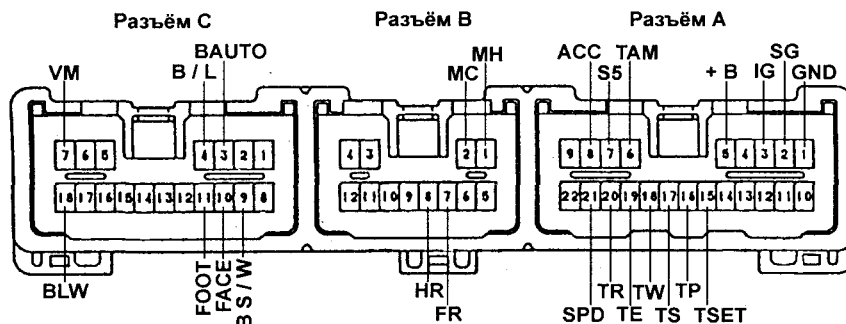 Разъём C Разъём B Разъём A
BAUTO
VM B / L MC MH ACC TAM S5 + B IG SG GND
7 6 5 4 3 2 1
4 3 2 1
9 8 7 6 5 4 3 2 1
18 17 16 15 14 13 12 11 10 9 8
12 11 10 9 8 7 6 5
22 21 20 19 18 17 16 15 14 13 12 11 10
BLW FOOT FACE B S / W
HR FR
SPD TR TE TW TS TP TSET